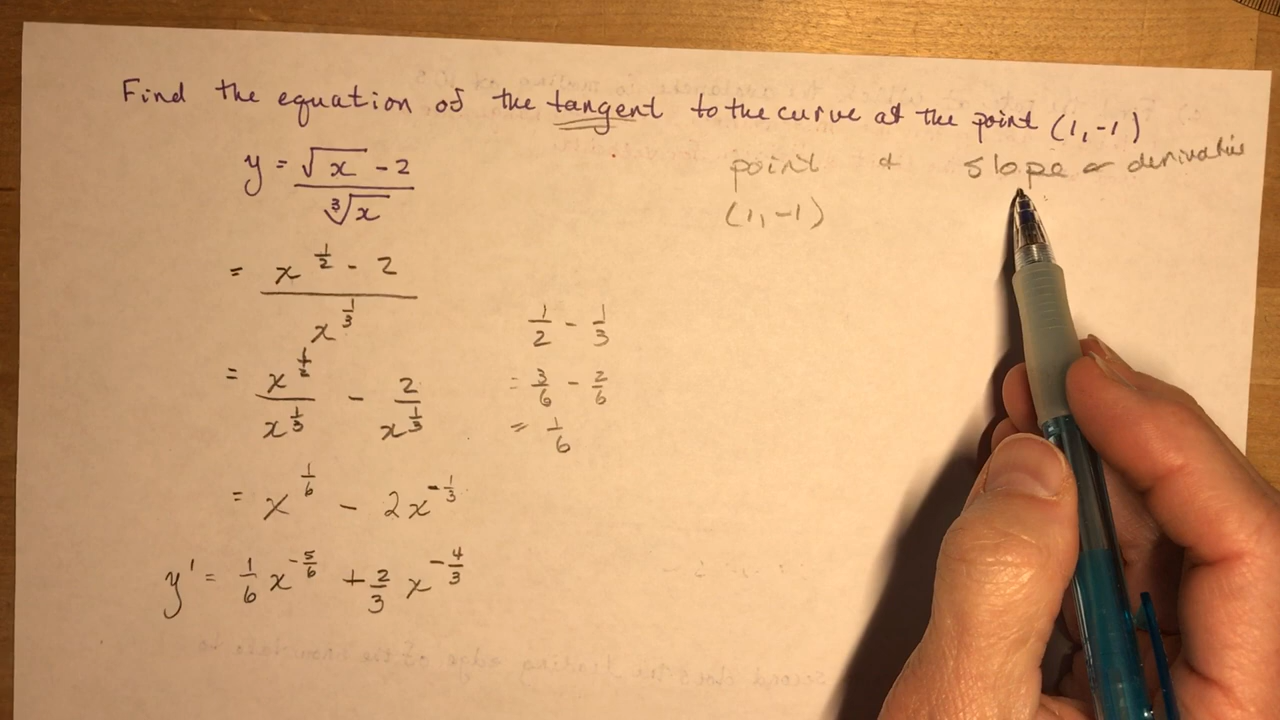 Find the equation of the tangent to the curve at the point (1,-1)
y = (√x - 2) / ∛x
point & slope or derivative
(1,-1)
= (x^(1/2) - 2) / x^(1/3)
1/2 - 1/3
= x^(1/2) / x^(1/3) - 2 / x^(1/3)
= 3/6 - 2/6
= 1/6
= x^(1/6) - 2x^(-1/3)
y' = 1/6 x^(-5/6) + 2/3 x^(-4/3)